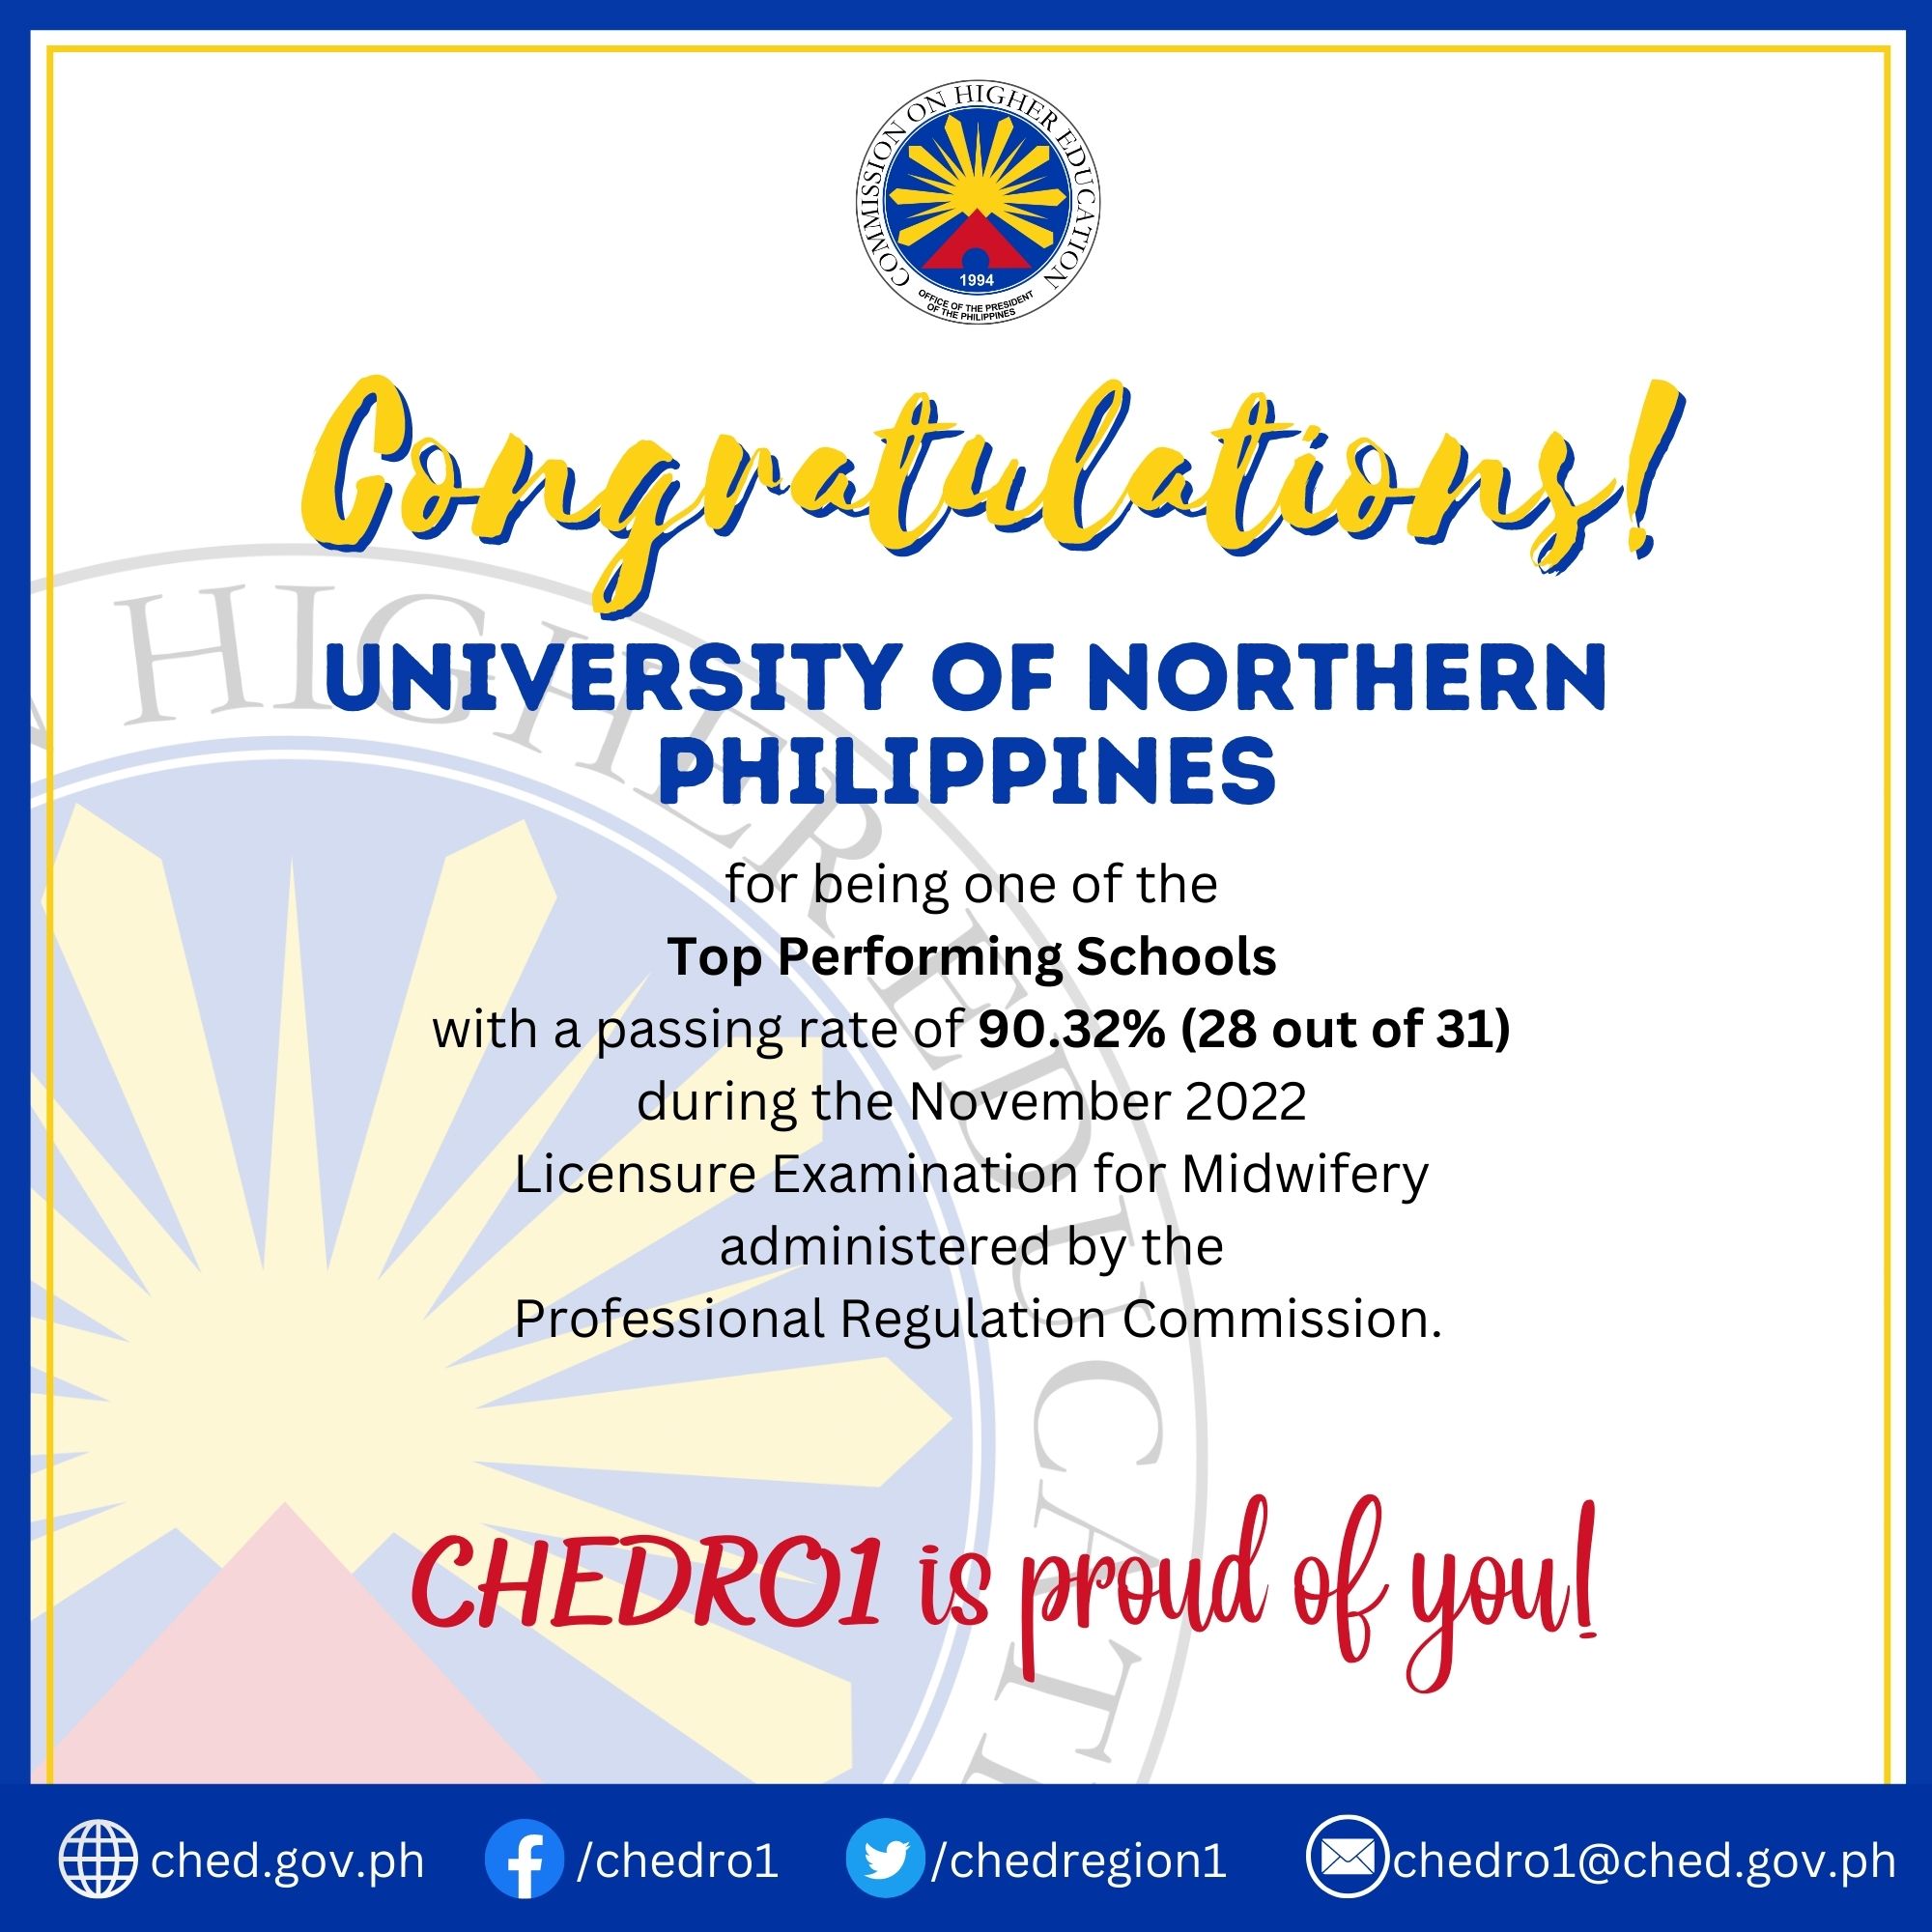 COMMISSION ON HIGHER EDUCATION
1994
OFFICE OF THE PRESIDENT
OF THE PHILIPPINES
Congratulations!
UNIVERSITY OF NORTHERN
PHILIPPINES
for being one of the
Top Performing Schools
with a passing rate of 90.32% (28 out of 31)
during the November 2022
Licensure Examination for Midwifery
administered by the
Professional Regulation Commission.
CHEDRO1 is proud of you!
HIGHER EDUCATI
ched.gov.ph
/chedro1
/chedregion1
chedro1@ched.gov.ph